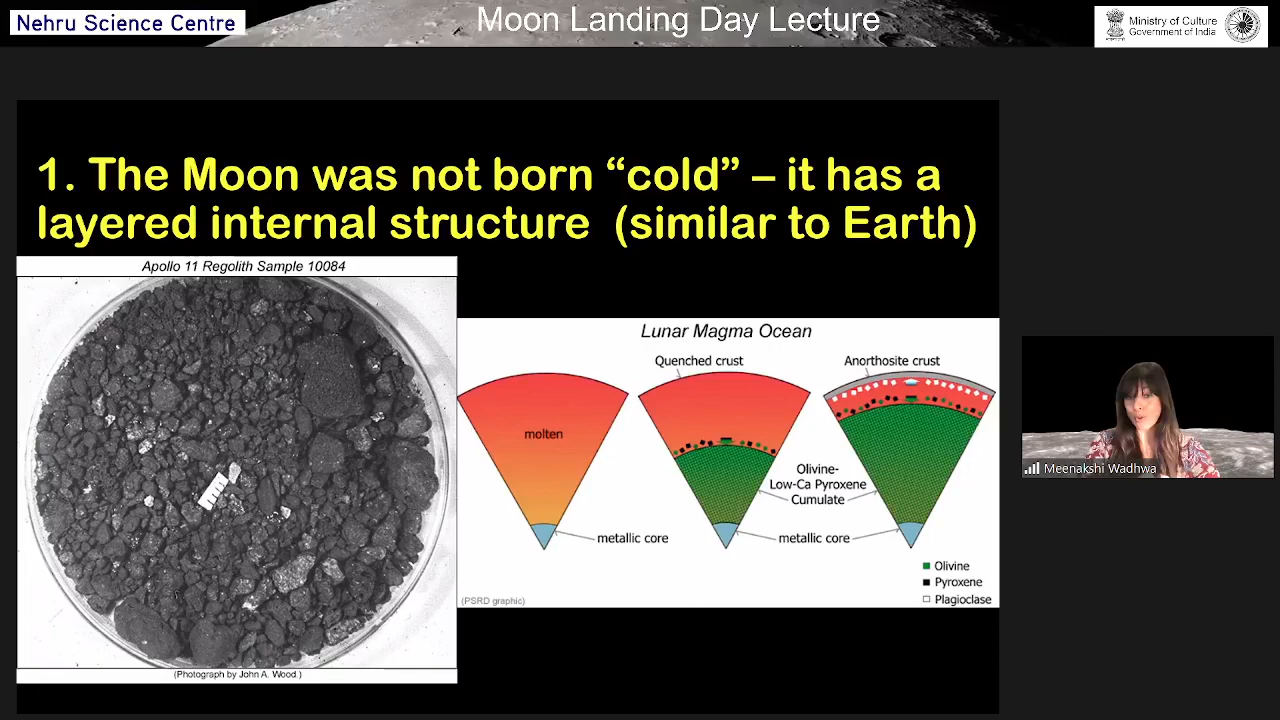 Nehru Science Centre
Moon Landing Day Lecture
Ministry of Culture
Government of India
1. The Moon was not born “cold” – it has a
layered internal structure (similar to Earth)
Apollo 11 Regolith Sample 10084
(Photograph by John A. Wood.)
Lunar Magma Ocean
Quenched crust
Anorthosite crust
molten
Olivine-
Low-Ca Pyroxene
Cumulate
metallic core
metallic core
Olivine
Pyroxene
Plagioclase
(PSRD graphic)
Meenakshi Wadhwa